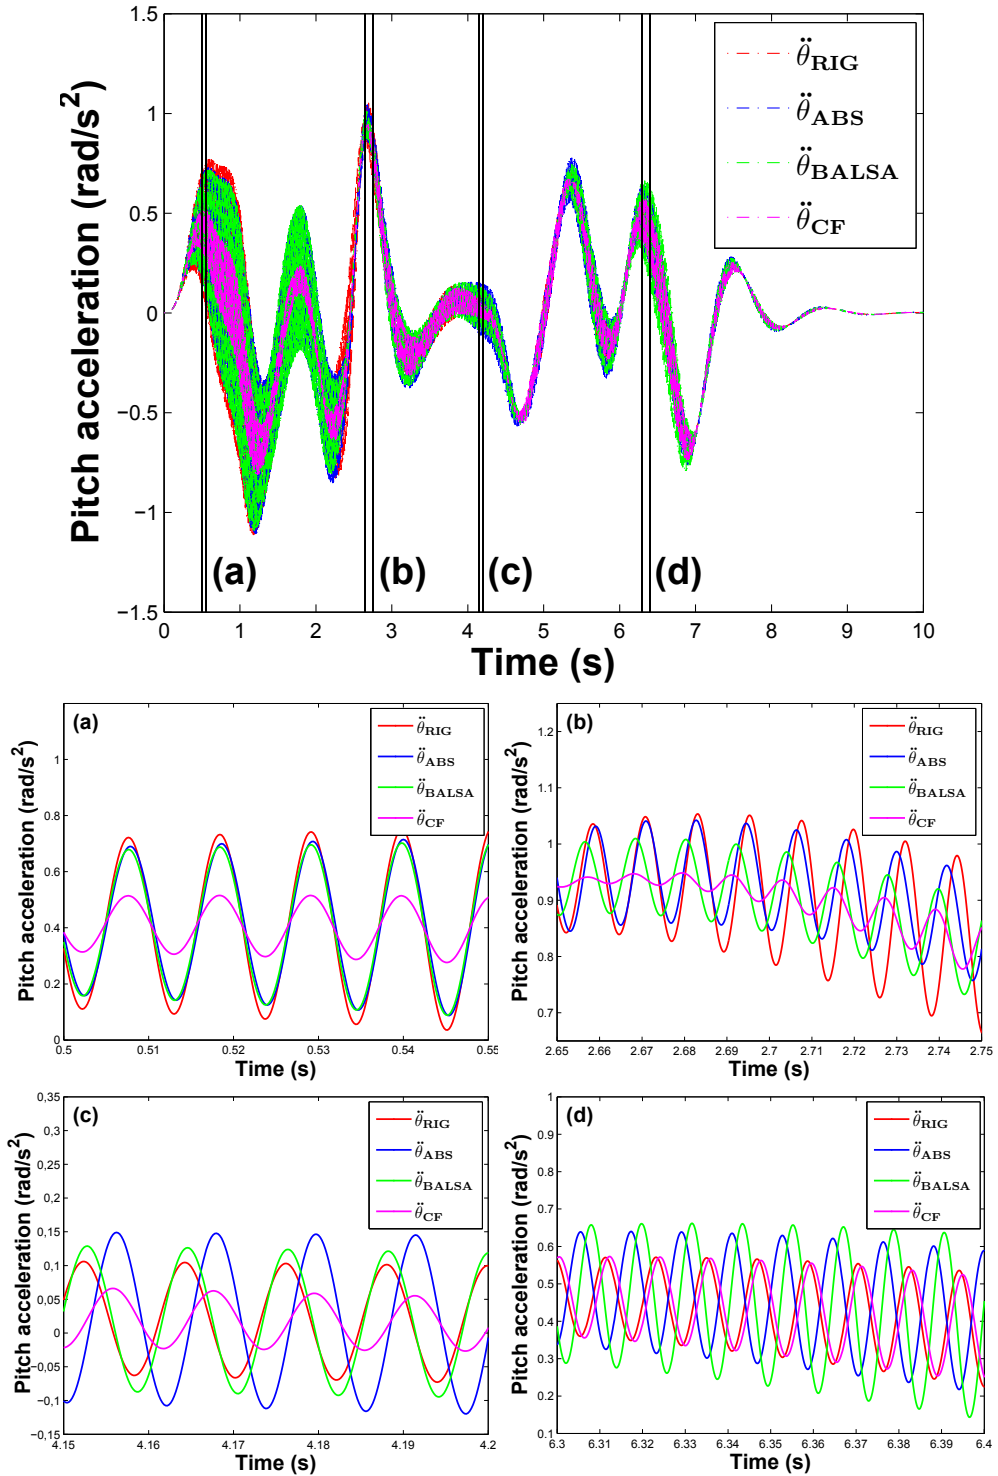 Pitch acceleration (rad/s²)
1.5
1
0.5
0
−0.5
−1
−1.5
θ̈RIG
θ̈ABS
θ̈BALSA
θ̈CF
(a)
(b)
(c)
(d)
0 1 2 3 4 5 6 7 8 9 10
Time (s)
(a)
Pitch acceleration (rad/s²)
1
0.8
0.6
0.4
0.2
0
θ̈RIG
θ̈ABS
θ̈BALSA
θ̈CF
0.5 0.51 0.52 0.53 0.54 0.55
Time (s)
(b)
Pitch acceleration (rad/s²)
1.2
1.1
1
0.9
0.8
0.7
θ̈RIG
θ̈ABS
θ̈BALSA
θ̈CF
2.65 2.66 2.67 2.68 2.69 2.7 2.71 2.72 2.73 2.74 2.75
Time (s)
(c)
Pitch acceleration (rad/s²)
0,35
0,3
0,25
0,2
0,15
0,1
0,05
0
−0,05
−0,1
−0,15
θ̈RIG
θ̈ABS
θ̈BALSA
θ̈CF
4.15 4.16 4.17 4.18 4.19 4.2
Time (s)
(d)
Pitch acceleration (rad/s²)
1
0.9
0.8
0.7
0.6
0.5
0.4
0.3
0.2
0.1
θ̈RIG
θ̈ABS
θ̈BALSA
θ̈CF
6.3 6.31 6.32 6.33 6.34 6.35 6.36 6.37 6.38 6.39 6.4
Time (s)